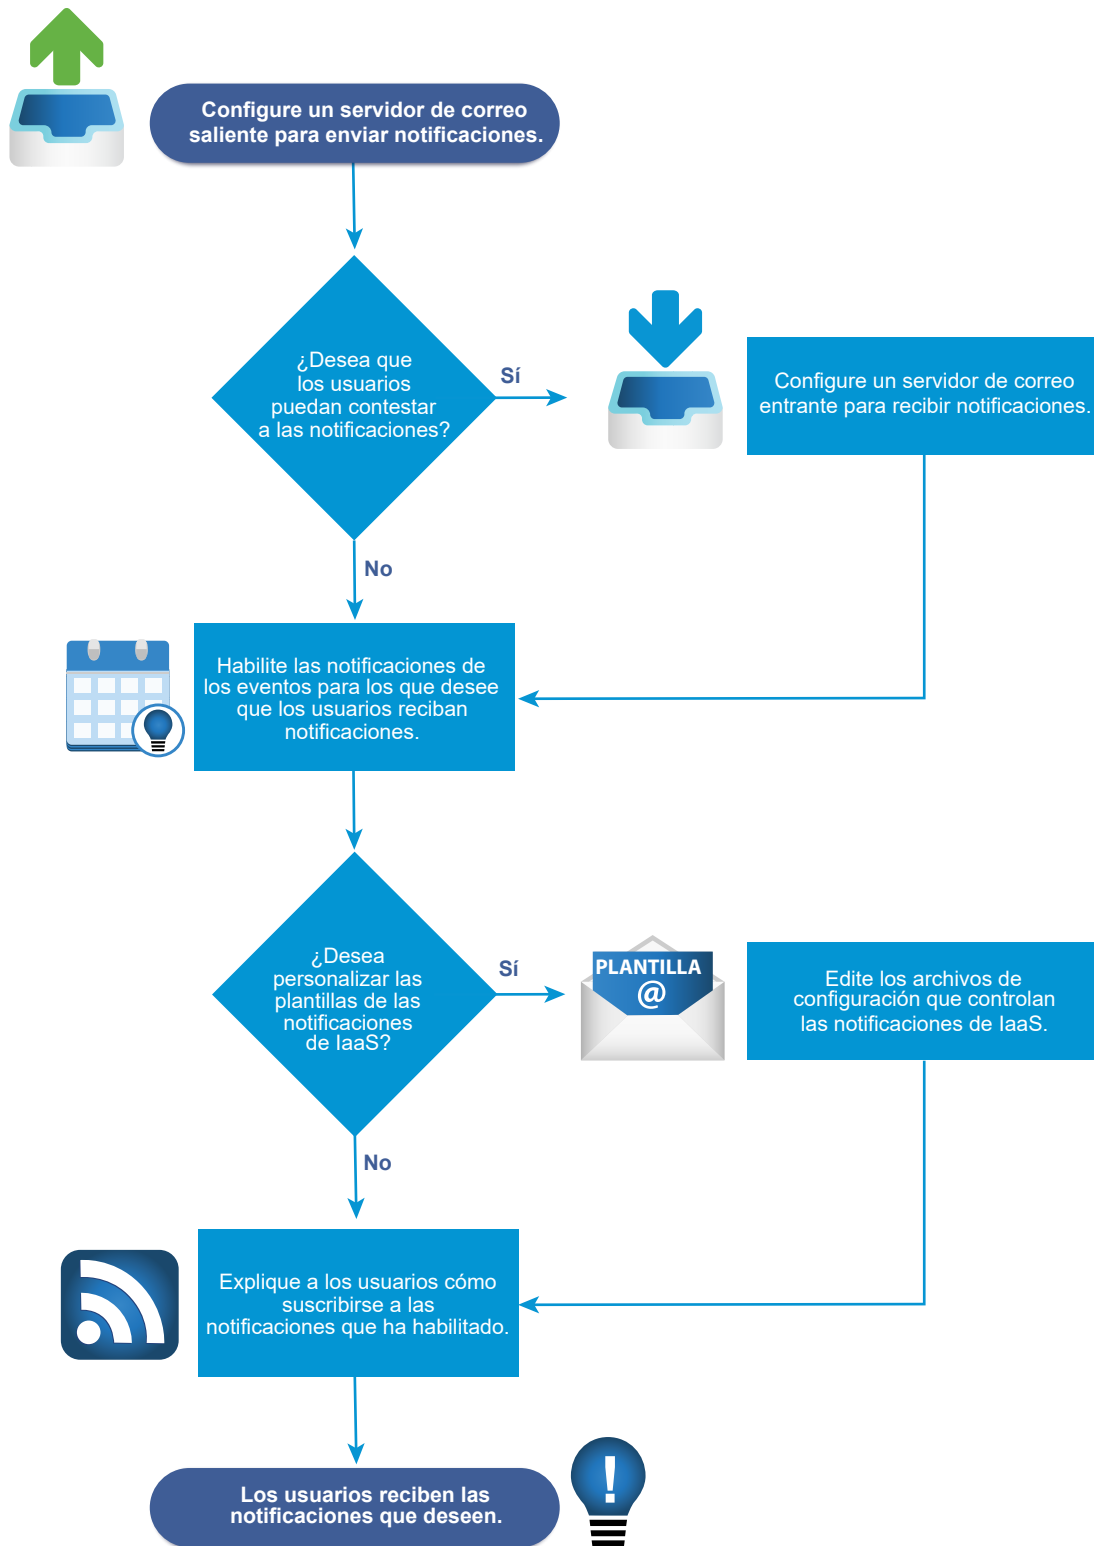 Configure un servidor de correo
saliente para enviar notificaciones.
¿Desea que
los usuarios
puedan contestar
a las notificaciones?
Sí
Configure un servidor de correo
entrante para recibir notificaciones.
No
Habilite las notificaciones de
los eventos para los que desee
que los usuarios reciban
notificaciones.
¿Desea
personalizar las
plantillas de las
notificaciones
de IaaS?
Sí
PLANTILLA
@
Edite los archivos de
configuración que controlan
las notificaciones de IaaS.
No
Explique a los usuarios cómo
suscribirse a las
notificaciones que ha habilitado.
Los usuarios reciben las
notificaciones que deseen.
!